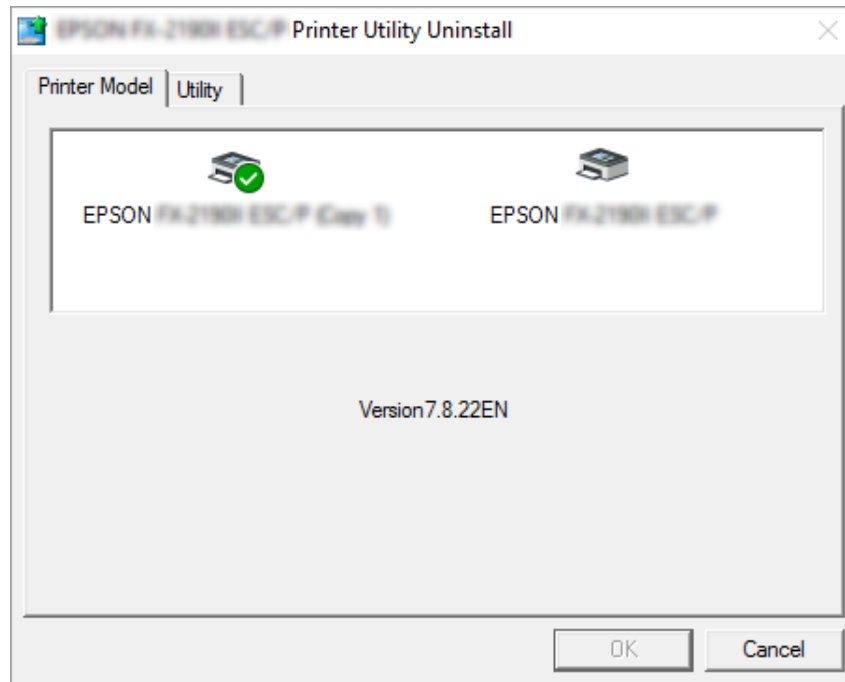 Printer Utility Uninstall
Printer Model Utility
EPSON EPSON
Version7.8.22EN
OK Cancel